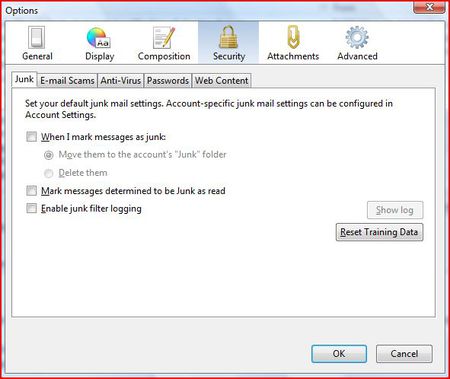 Options
General
Display
Composition
Security
Attachments
Advanced
Junk
E-mail Scams
Anti-Virus
Passwords
Web Content
Set your default junk mail settings. Account-specific junk mail settings can be configured in
Account Settings.
When I mark messages as junk:
Move them to the account's "Junk" folder
Delete them
Mark messages determined to be Junk as read
Enable junk filter logging
Show log
Reset Training Data
OK
Cancel